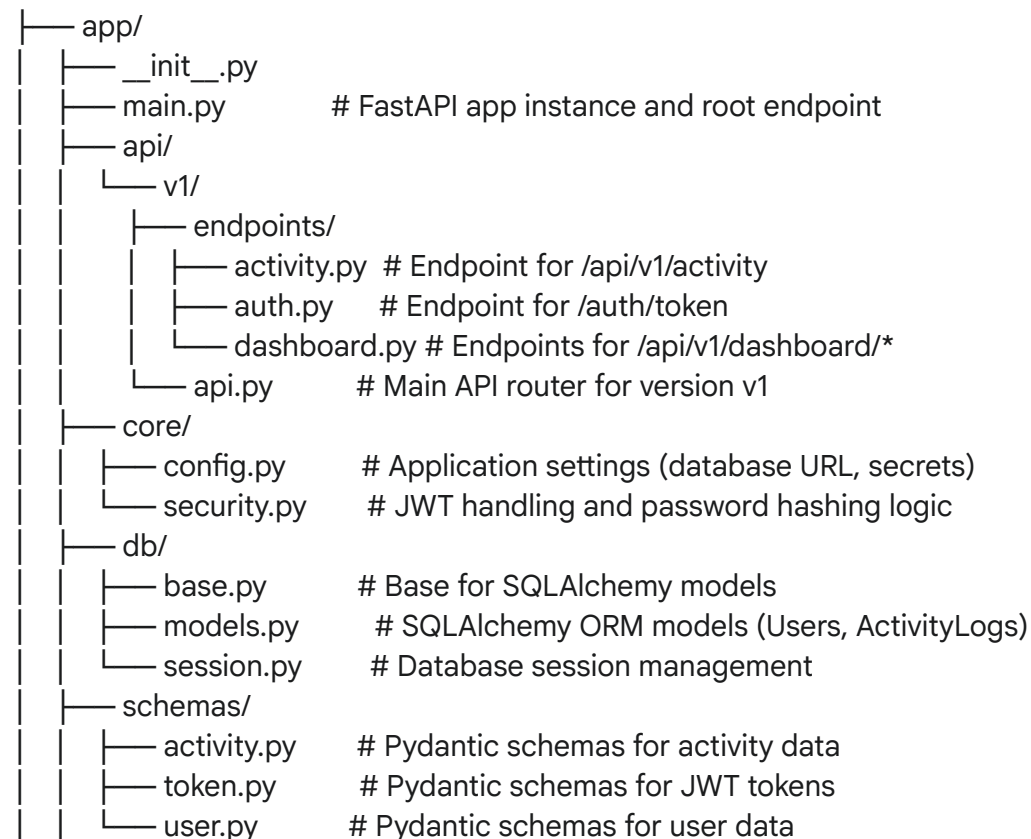 ├── app/
│ ├── __init__.py
│ ├── main.py # FastAPI app instance and root endpoint
│ ├── api/
│ │ └── v1/
│ │ ├── endpoints/
│ │ │ ├── activity.py # Endpoint for /api/v1/activity
│ │ │ ├── auth.py # Endpoint for /auth/token
│ │ │ └── dashboard.py # Endpoints for /api/v1/dashboard/*
│ │ └── api.py # Main API router for version v1
│ ├── core/
│ │ ├── config.py # Application settings (database URL, secrets)
│ │ └── security.py # JWT handling and password hashing logic
│ ├── db/
│ │ ├── base.py # Base for SQLAlchemy models
│ │ ├── models.py # SQLAlchemy ORM models (Users, ActivityLogs)
│ │ └── session.py # Database session management
│ ├── schemas/
│ │ ├── activity.py # Pydantic schemas for activity data
│ │ ├── token.py # Pydantic schemas for JWT tokens
│ │ └── user.py # Pydantic schemas for user data